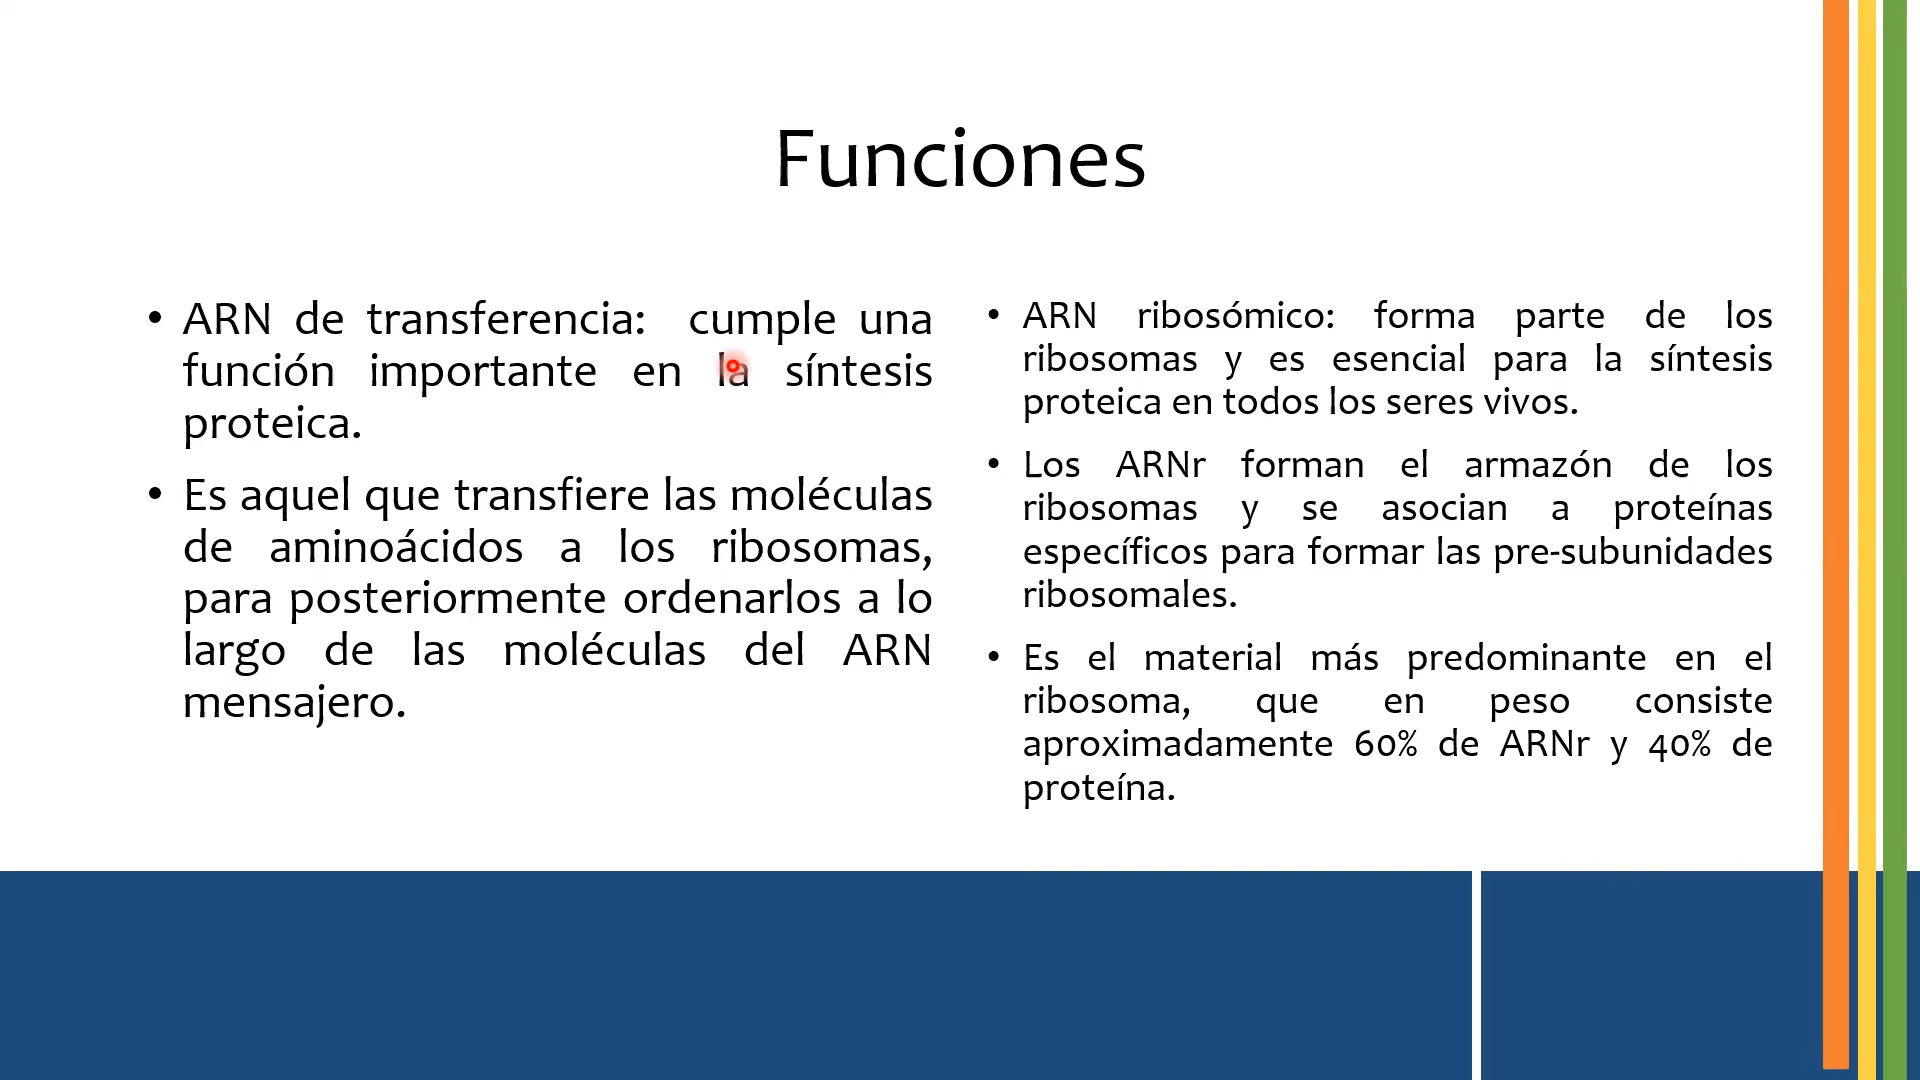 Funciones
• ARN de transferencia: cumple una
función importante en la síntesis
proteica.
• Es aquel que transfiere las moléculas
de aminoácidos a los ribosomas,
para posteriormente ordenarlos a lo
largo de las moléculas del ARN
mensajero.
• ARN ribosómico: forma parte de los
ribosomas y es esencial para la síntesis
proteica en todos los seres vivos.
• Los ARNr forman el armazón de los
ribosomas y se asocian a proteínas
específicos para formar las pre-subunidades
ribosomales.
• Es el material más predominante en el
ribosoma, que en peso consiste
aproximadamente 60% de ARNr y 40% de
proteína.